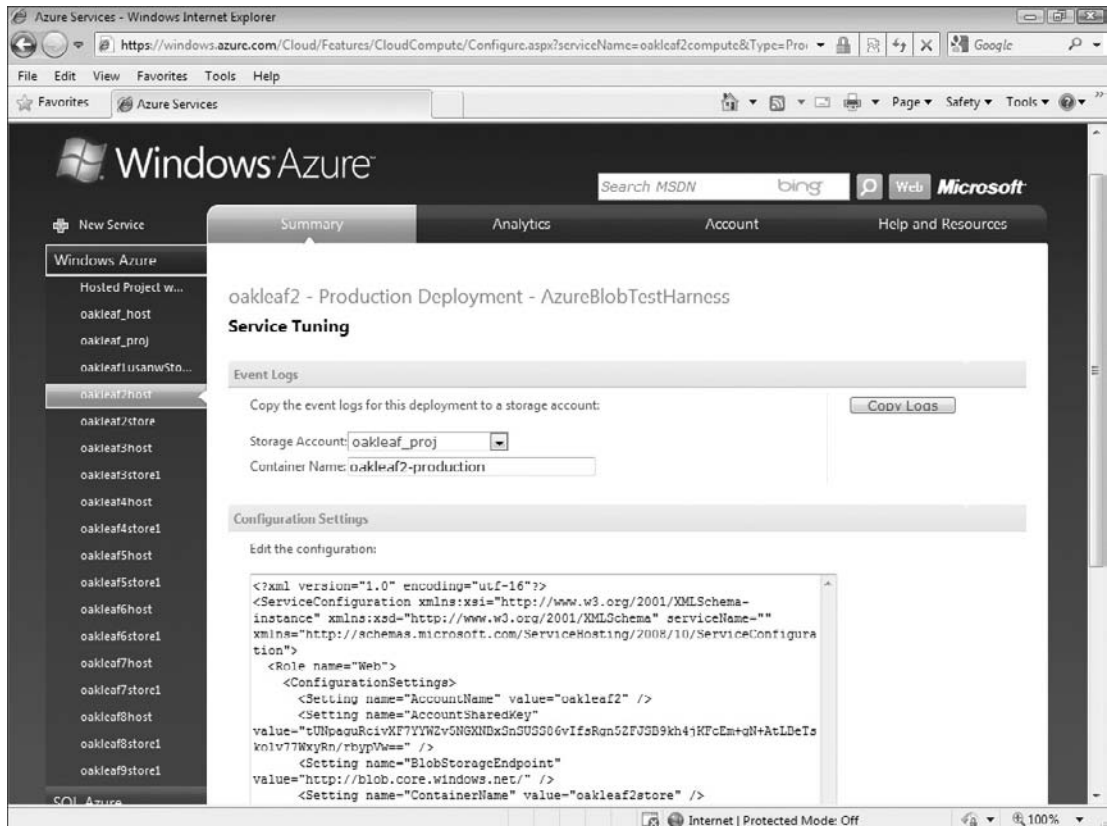 Azure Services - Windows Internet Explorer
https://windows.azure.com/Cloud/Features/CloudCompute/Configure.aspx?serviceName=oakleaf2compute&Type=Pro
Google
File Edit View Favorites Tools Help
Favorites Azure Services Page Safety Tools
Windows Azure
Search MSDN bing Web Microsoft
New Service Summary Analytics Account Help and Resources
Windows Azure
Hosted Project w...
oakleaf_host
oakleaf_proj
oakleaf1usanwSto...
oakleaf2host
oakleaf2store
oakleaf3host
oakleaf3store1
oakleaf4host
oakleaf4store1
oakleaf5host
oakleaf5store1
oakleaf6host
oakleaf6store1
oakleaf7host
oakleaf7store1
oakleaf8host
oakleaf8store1
oakleaf9store1
SQL Azure
oakleaf2 - Production Deployment - AzureBlobTestHarness
Service Tuning
Event Logs
Copy the event logs for this deployment to a storage account:
Copy Logs
Storage Account: oakleaf_proj
Container Name: oakleaf2-production
Configuration Settings
Edit the configuration:
<?xml version="1.0" encoding="utf-16"?>
<ServiceConfiguration xmlns:xsi="http://www.w3.org/2001/XMLSchema-
instance" xmlns:xsd="http://www.w3.org/2001/XMLSchema" serviceName=""
xmlns="http://schemas.microsoft.com/ServiceHosting/2008/10/ServiceConfigura
tion">
<Role name="Web">
<ConfigurationSettings>
<Setting name="AccountName" value="oakleaf2" />
<Setting name="AccountSharedKey"
<Setting name="BlobStorageEndpoint"
value="http://blob.core.windows.net/" />
<Setting name="ContainerName" value="oakleaf2store" />
Internet | Protected Mode: Off
100%